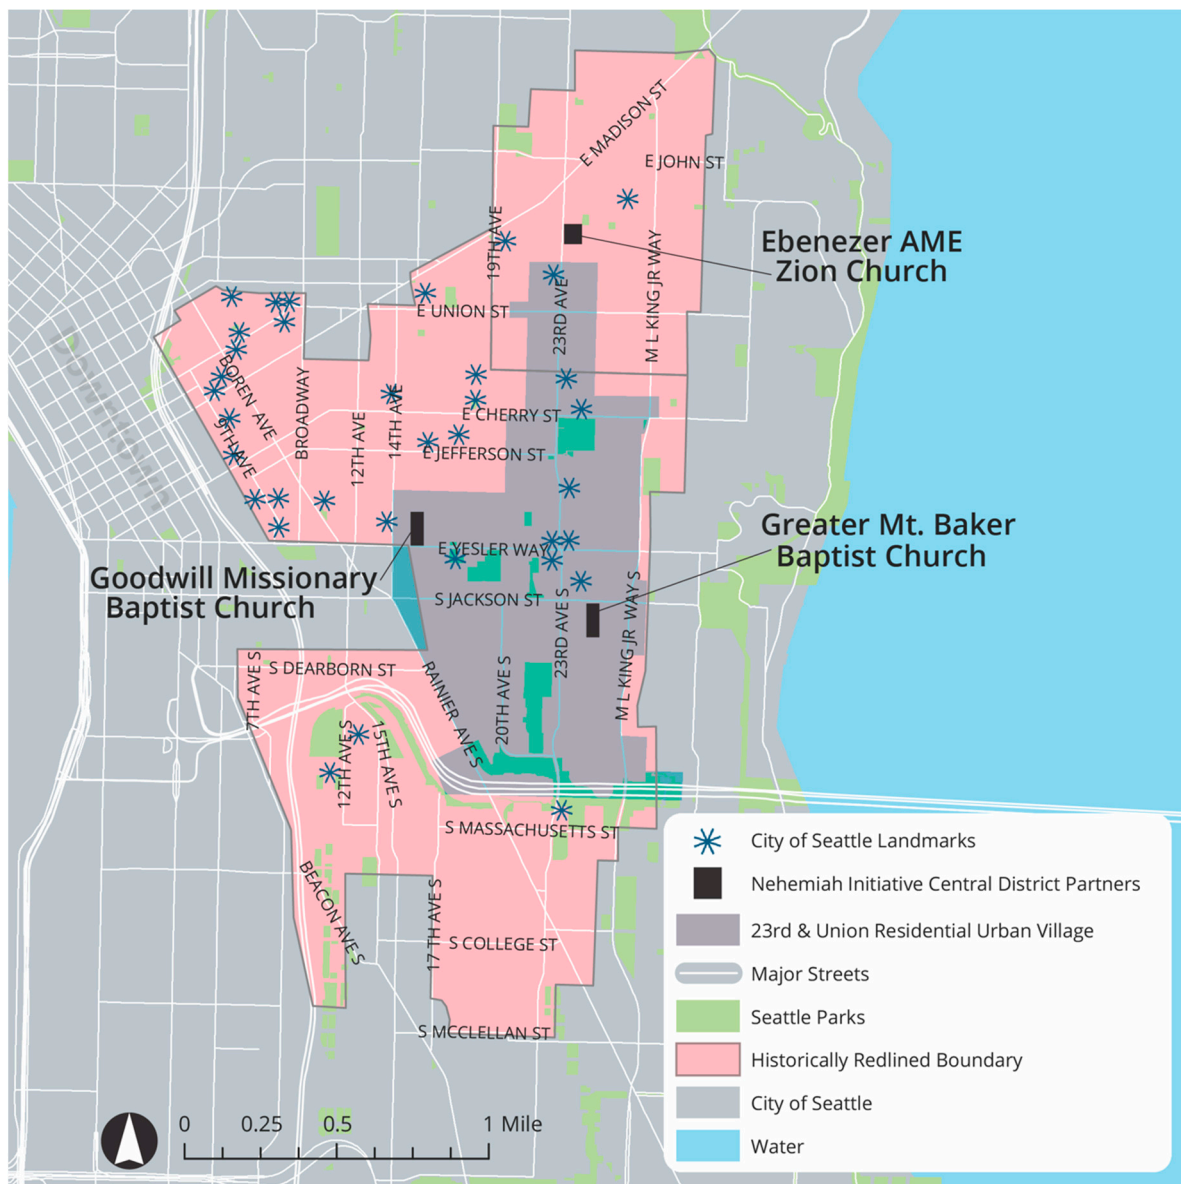 E MADISON ST
E JOHN ST
19TH AVE
Ebenezer AME
Zion Church
M L KING JR WAY
E UNION ST
23RD AVE
Downtown
BOREN AVE
BROADWAY
14TH AVE
12TH AVE
9TH AVE
E CHERRY ST
E JEFFERSON ST
Greater Mt. Baker
Baptist Church
E YESLER WAY
Goodwill Missionary
Baptist Church
S JACKSON ST
23RD AVE S
M L KING JR WAY S
S DEARBORN ST
7TH AVE S
RAINIER AVE S
20TH AVE S
12TH AVE S
15TH AVE S
S MASSACHUSETTS ST
BEACON AVE S
17TH AVE S
S COLLEGE ST
S MCCLELLAN ST
City of Seattle Landmarks
Nehemiah Initiative Central District Partners
23rd & Union Residential Urban Village
Major Streets
Seattle Parks
Historically Redlined Boundary
City of Seattle
Water
0 0.25 0.5 1 Mile